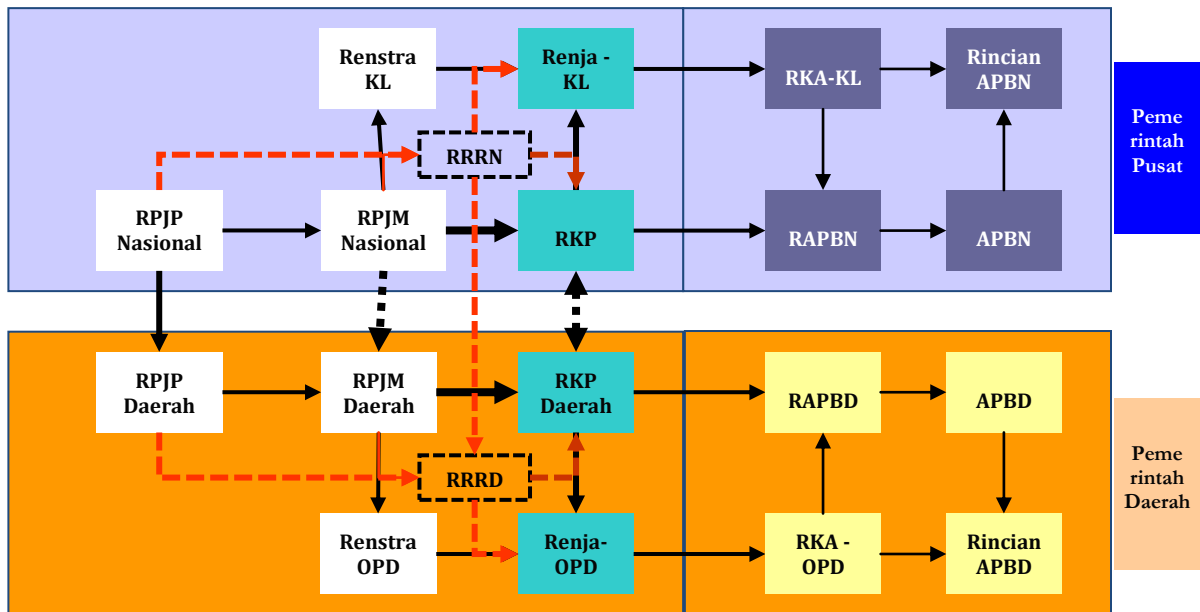 Renstra
KL
Renja -
KL
RKA-KL
Rincian
APBN
RRRN
RPJP
Nasional
RPJM
Nasional
RKP
RAPBN
APBN
Peme
rintah
Pusat
RPJP
Daerah
RPJM
Daerah
RKP
Daerah
RAPBD
APBD
RRRD
Renstra
OPD
Renja-
OPD
RKA -
OPD
Rincian
APBD
Peme
rintah
Daerah